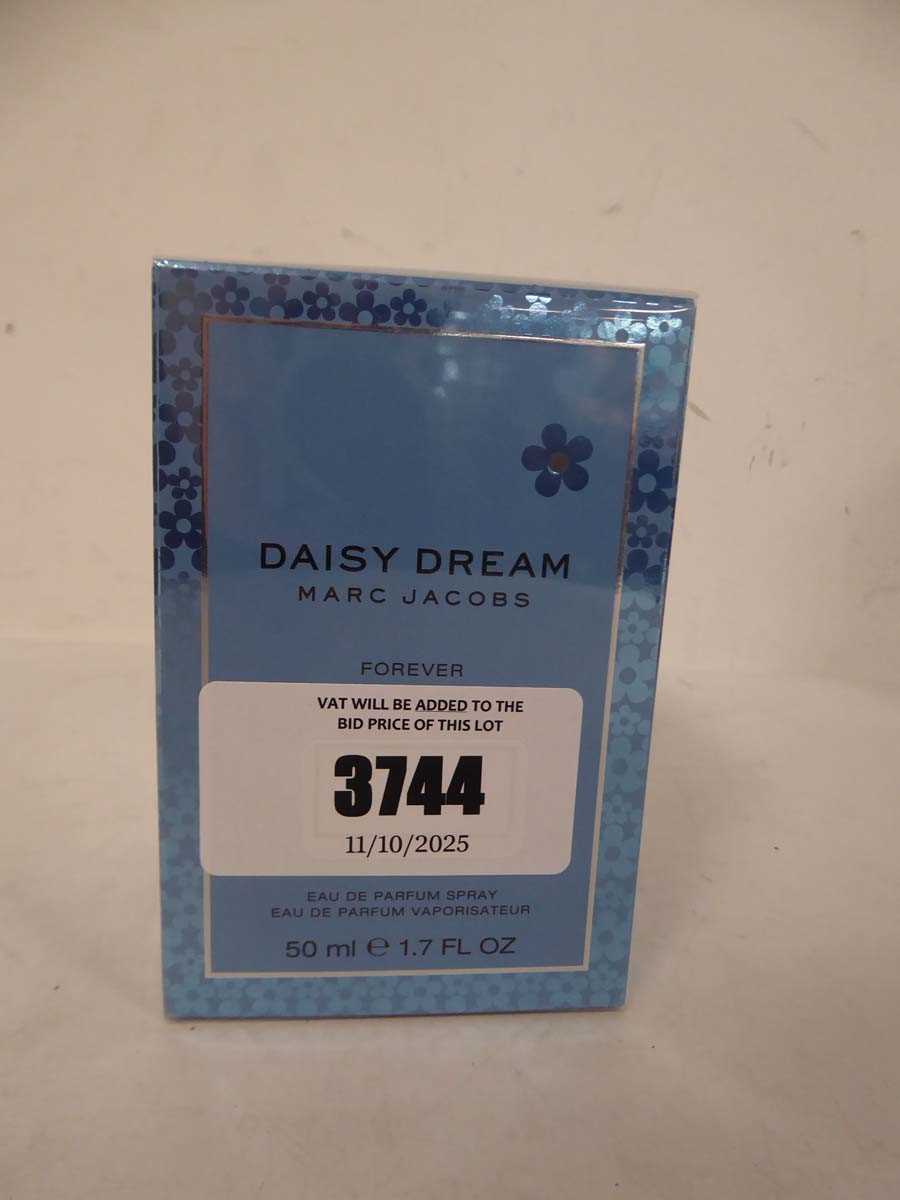 DAISY DREAM
MARC JACOBS
FOREVER
VAT WILL BE ADDED TO THE
BID PRICE OF THIS LOT
3744
11/10/2025
EAU DE PARFUM SPRAY
EAU DE PARFUM VAPORISATEUR
50 ml ℮ 1.7 FL OZ